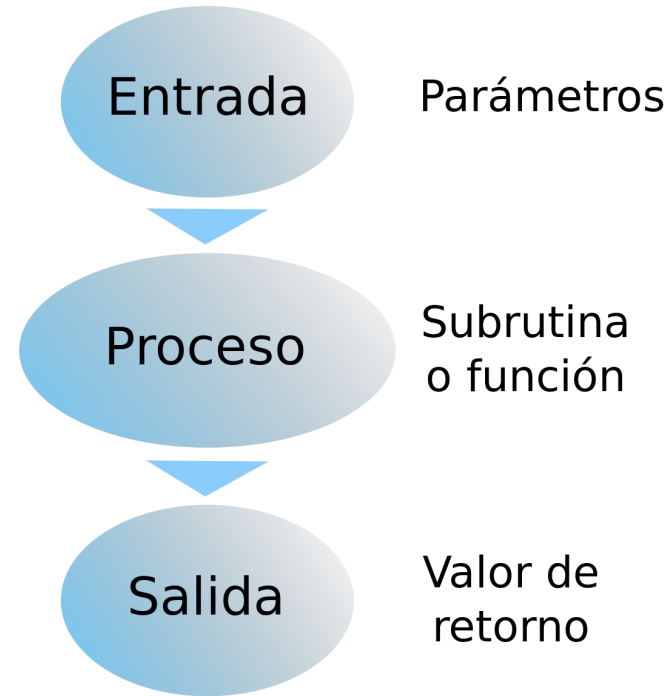 Entrada
Parámetros
Proceso
Subrutina
o función
Salida
Valor de
retorno